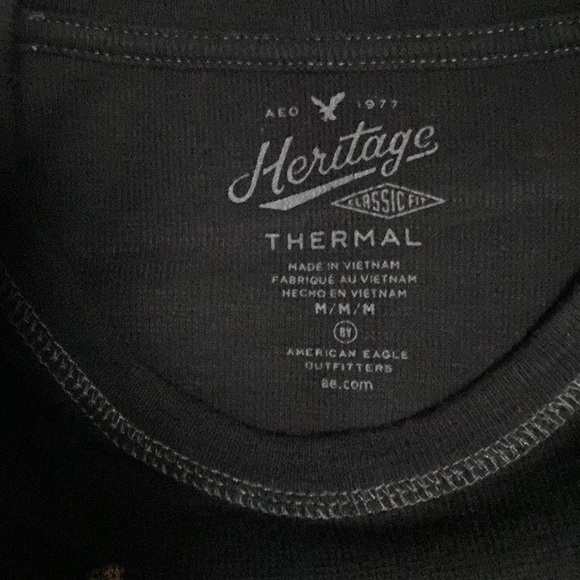 AEO 1977
Heritage
CLASSIC FIT
THERMAL
MADE IN VIETNAM
FABRIQUÉ AU VIETNAM
HECHO EN VIETNAM
M/M/M
BY
AMERICAN EAGLE
OUTFITTERS
ae.com